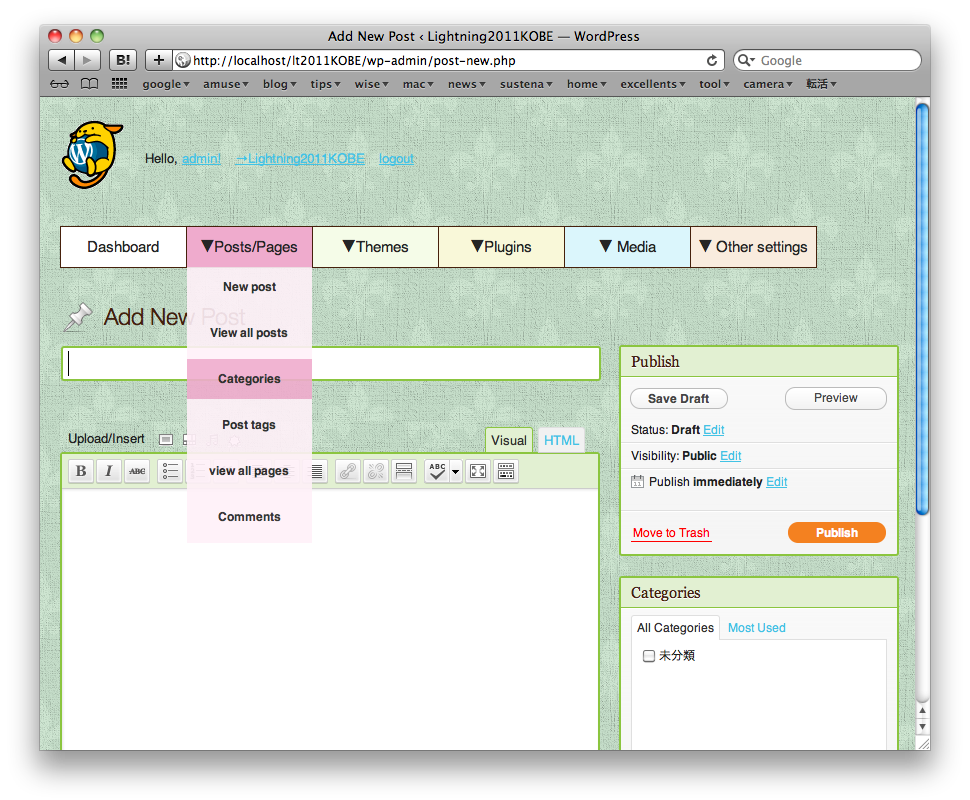 Add New Post ‹ Lightning2011KOBE — WordPress
B! + http://localhost/lt2011KOBE/wp-admin/post-new.php Google
google▾ amuse▾ blog▾ tips▾ wise▾ mac▾ news▾ sustena▾ home▾ excellents▾ tool▾ camera▾ 転活▾
Hello, admin! →Lightning2011KOBE logout
Dashboard ▼Posts/Pages ▼Themes ▼Plugins ▼ Media ▼ Other settings
New post
View all posts
Categories
Post tags
view all pages
Comments
Add New Post
Upload/Insert Visual HTML
B I ABC ABC
Publish
Save Draft Preview
Status: Draft Edit
Visibility: Public Edit
11 Publish immediately Edit
Move to Trash Publish
Categories
All Categories Most Used
未分類